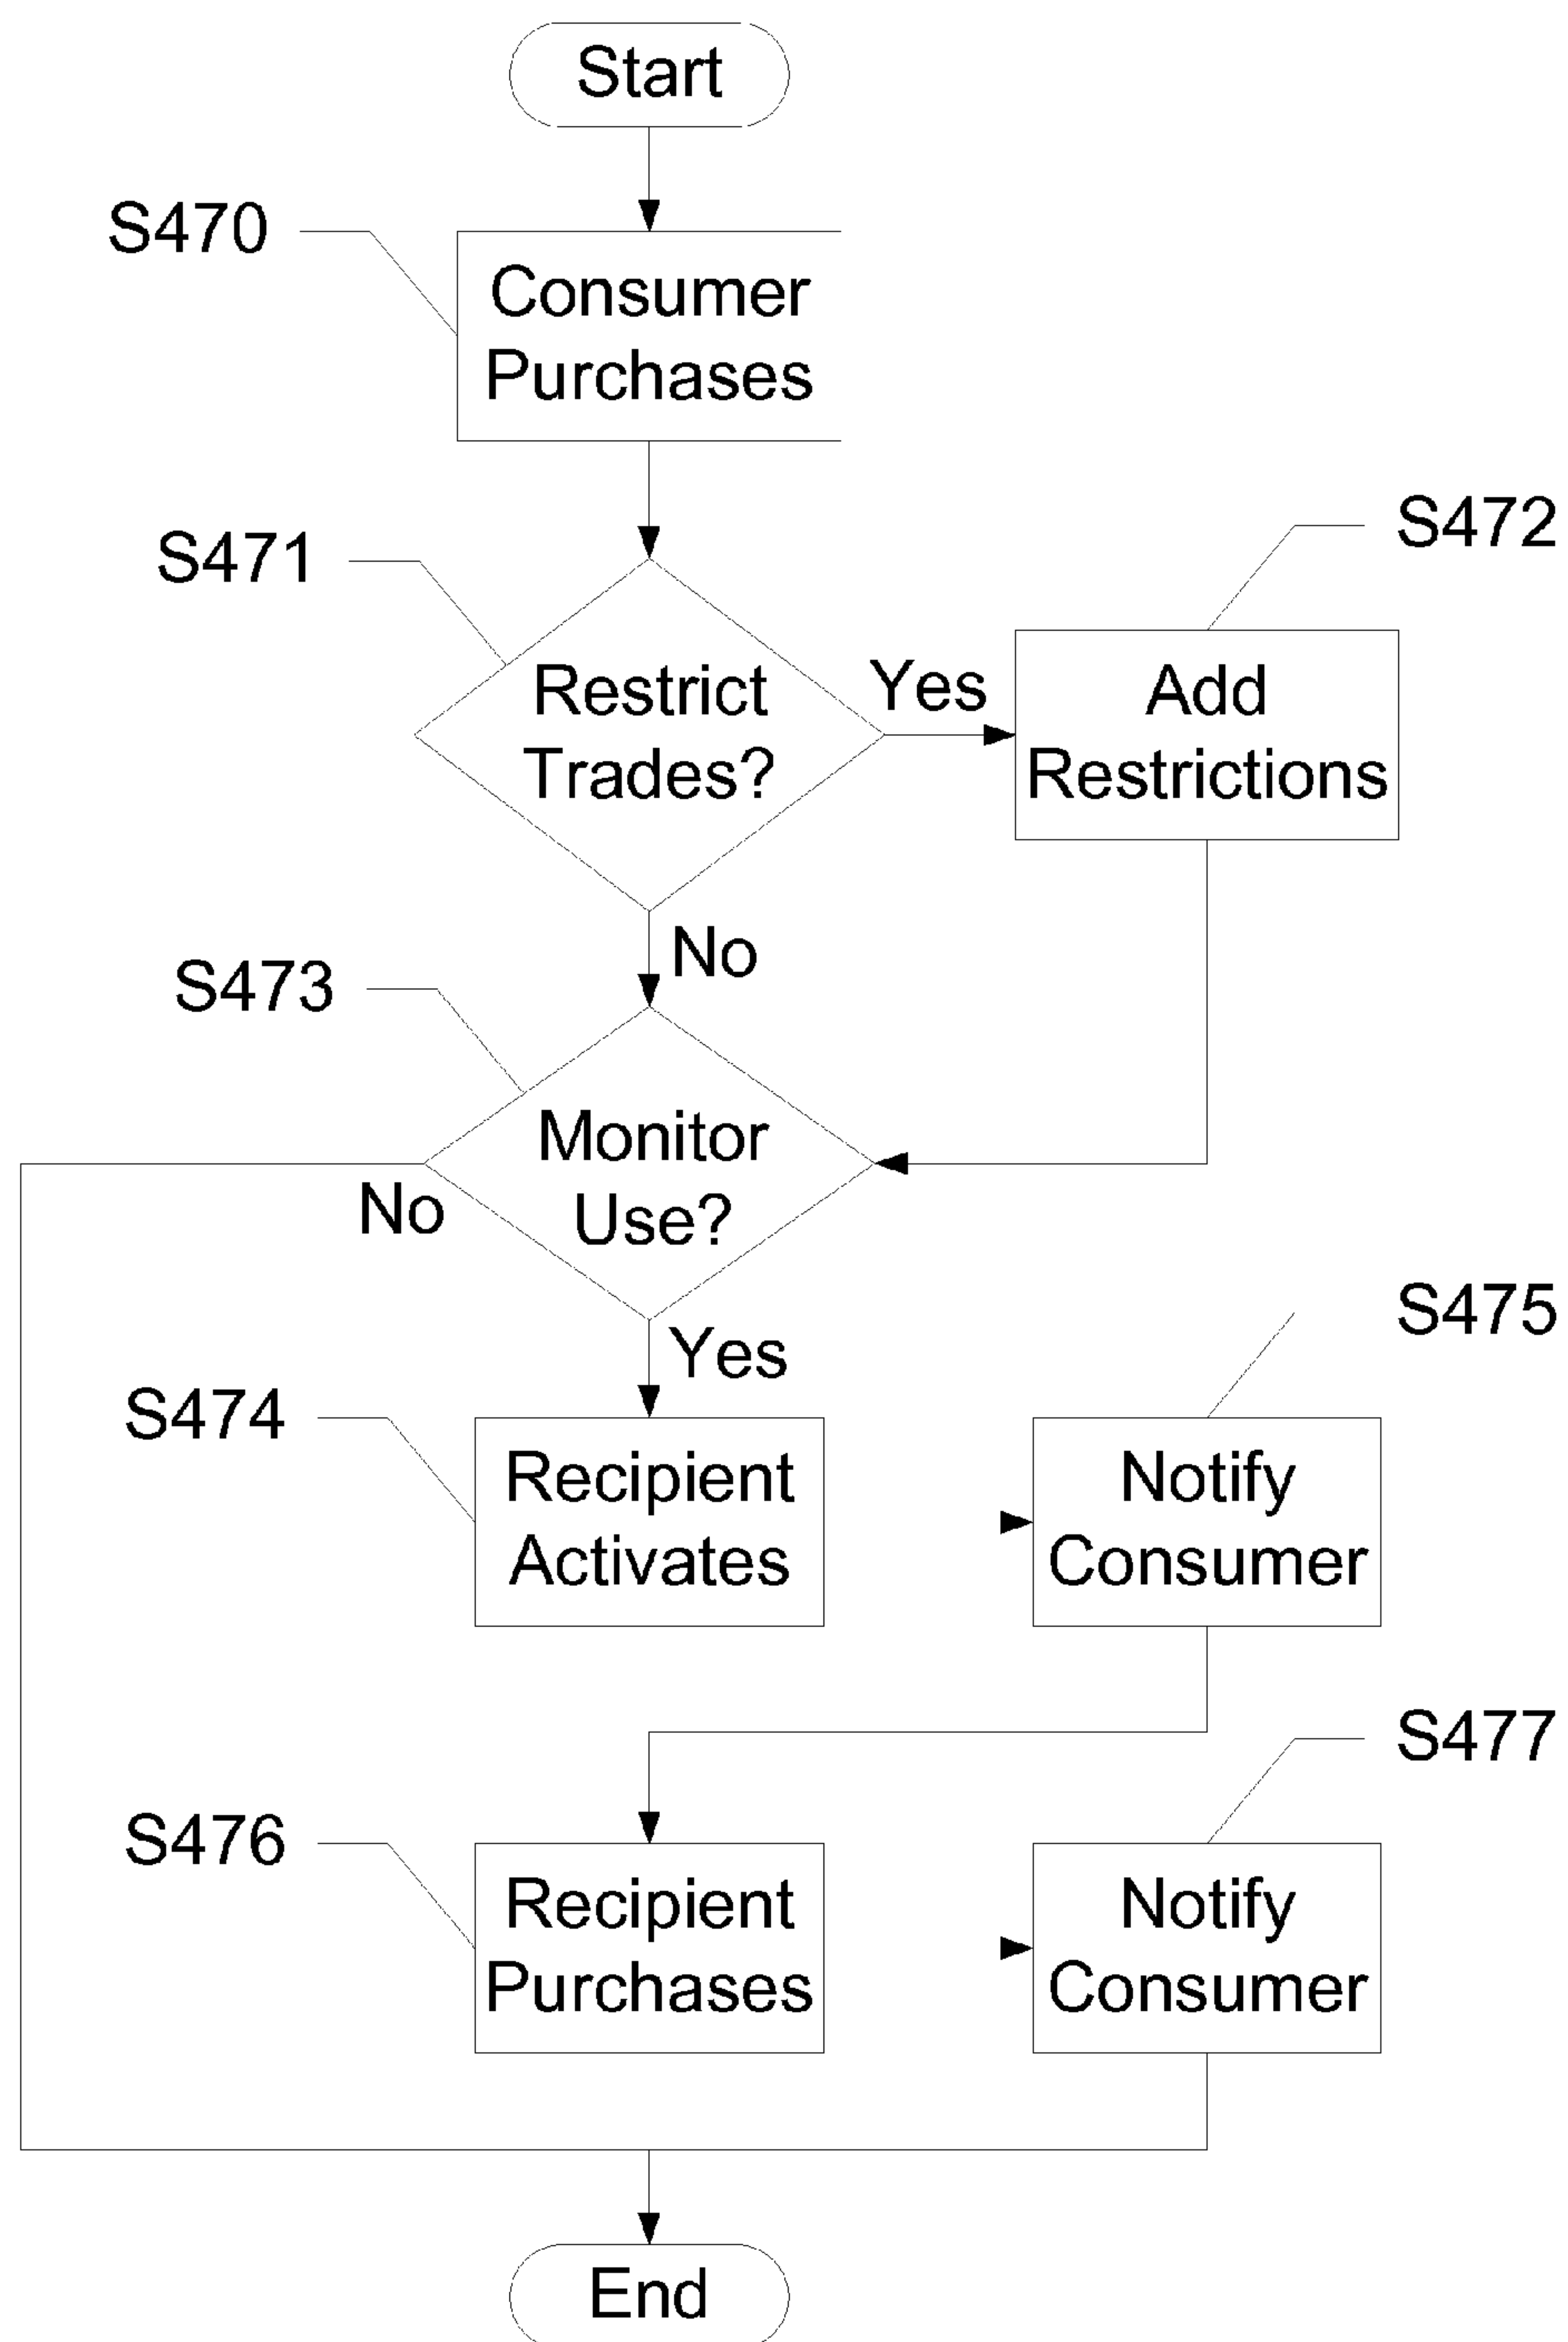 Start
S470
Consumer
Purchases
S471
S472
Restrict
Trades?
Yes
Add
Restrictions
No
S473
Monitor
Use?
No
Yes
S474
S475
Recipient
Activates
Notify
Consumer
S476
S477
Recipient
Purchases
Notify
Consumer
End